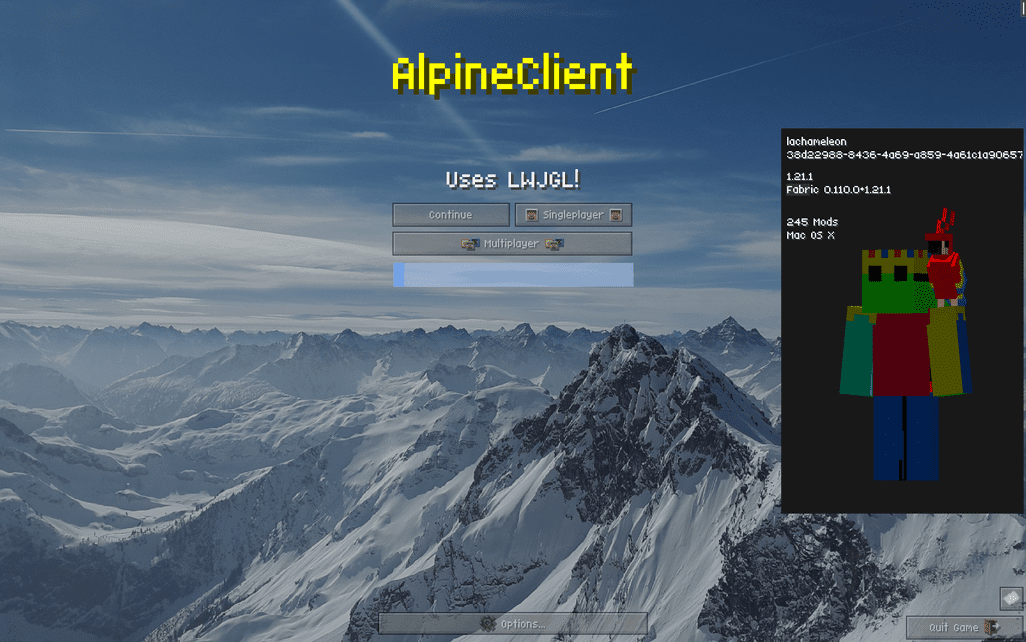 AlpineClient
Uses LWJGL!
Continue
Singleplayer
Multiplayer
lachameleon
38d22988-8436-4a69-a859-4a61c1a90657
1.21.1
Fabric 0.110.0+1.21.1
245 Mods
Mac OS X
Options...
Quit Game